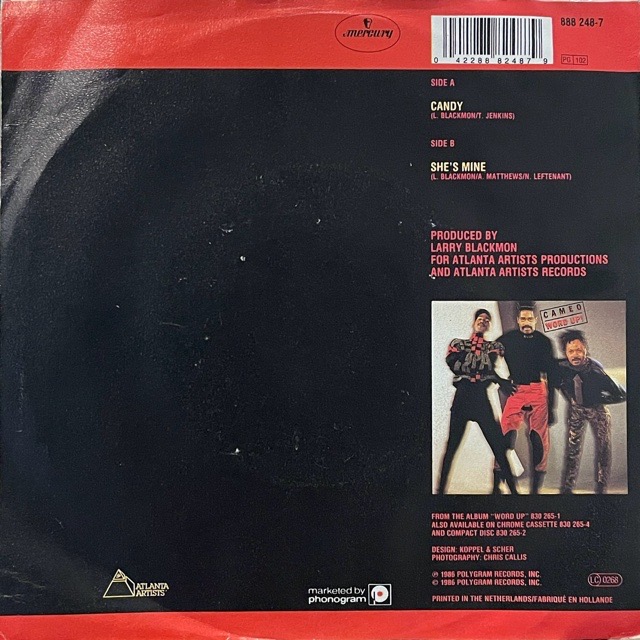 mercury
888 248-7
0 42288 82487 9
PG 102
SIDE A
CANDY
(L. BLACKMON/T. JENKINS)
SIDE B
SHE'S MINE
(L. BLACKMON/A. MATTHEWS/N. LEFTENANT)
PRODUCED BY
LARRY BLACKMON
FOR ATLANTA ARTISTS PRODUCTIONS
AND ATLANTA ARTISTS RECORDS
CAMEO
WORD UP!
FROM THE ALBUM "WORD UP" 830 265-1
ALSO AVAILABLE ON CHROME CASSETTE 830 265-4
AND COMPACT DISC 830 265-2
DESIGN: KOPPEL & SCHER
PHOTOGRAPHY: CHRIS CALLIS
℗ 1986 POLYGRAM RECORDS, INC.
© 1986 POLYGRAM RECORDS, INC.
LC 0268
ATLANTA
ARTISTS
marketed by
phonogram
PRINTED IN THE NETHERLANDS/FABRIQUÉ EN HOLLANDE